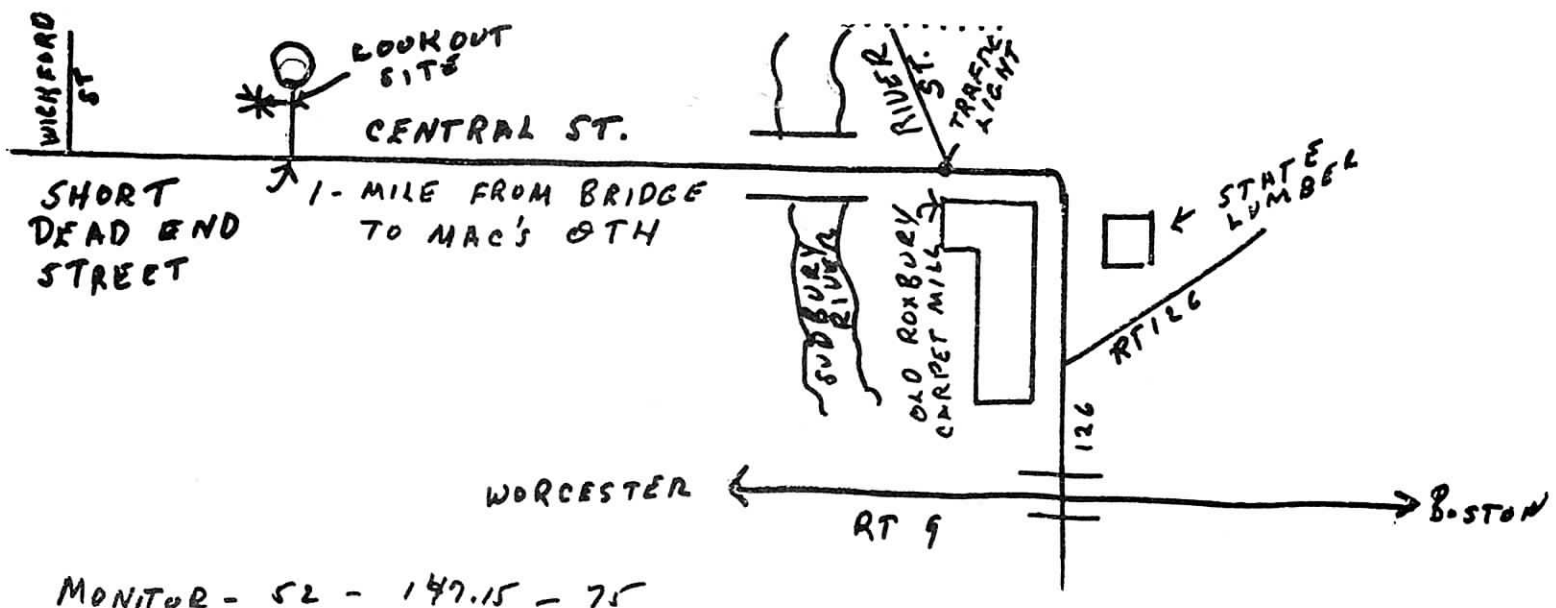 WICKFORD
ST
LOOKOUT
SITE
CENTRAL ST.
RIVER
ST.
TRAFFIC
LIGHT
SHORT
DEAD END
STREET
1- MILE FROM BRIDGE
TO MAC'S QTH
SUDBURY
RIVER
OLD ROXBURY
CARPET MILL
STATE
LUMBER
RT 126
126
WORCESTER
RT 9
BOSTON
MONITOR - 52 - 147.15 - 75